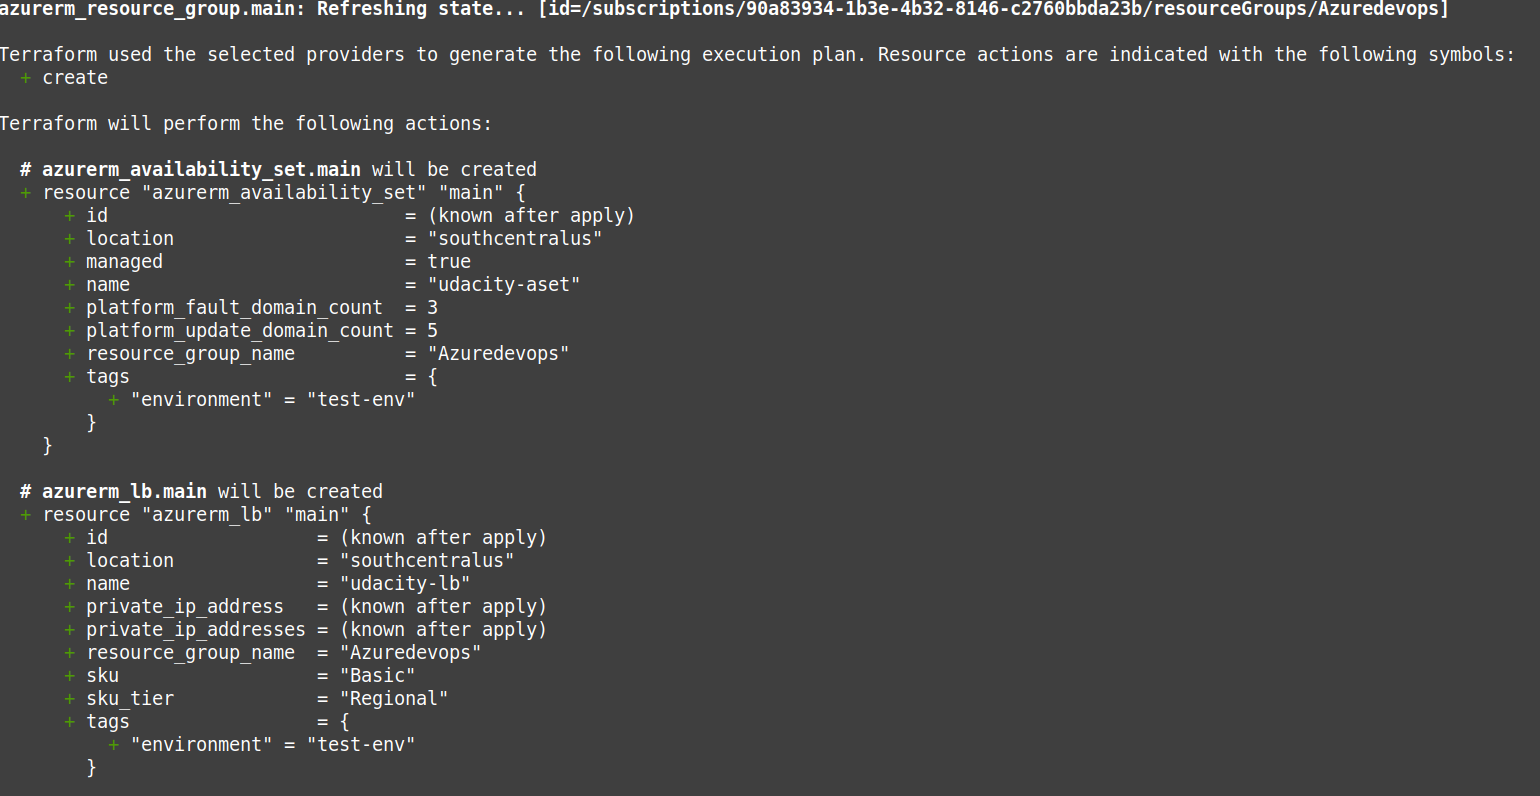 azurerm_resource_group.main: Refreshing state... [id=/subscriptions/90a83934-1b3e-4b32-8146-c2760bbda23b/resourceGroups/Azuredevops]

Terraform used the selected providers to generate the following execution plan. Resource actions are indicated with the following symbols:
  + create

Terraform will perform the following actions:

  # azurerm_availability_set.main will be created
  + resource "azurerm_availability_set" "main" {
      + id                           = (known after apply)
      + location                     = "southcentralus"
      + managed                      = true
      + name                         = "udacity-aset"
      + platform_fault_domain_count  = 3
      + platform_update_domain_count = 5
      + resource_group_name          = "Azuredevops"
      + tags                         = {
          + "environment" = "test-env"
        }
    }

  # azurerm_lb.main will be created
  + resource "azurerm_lb" "main" {
      + id                   = (known after apply)
      + location             = "southcentralus"
      + name                 = "udacity-lb"
      + private_ip_address   = (known after apply)
      + private_ip_addresses = (known after apply)
      + resource_group_name  = "Azuredevops"
      + sku                  = "Basic"
      + sku_tier             = "Regional"
      + tags                 = {
          + "environment" = "test-env"
        }